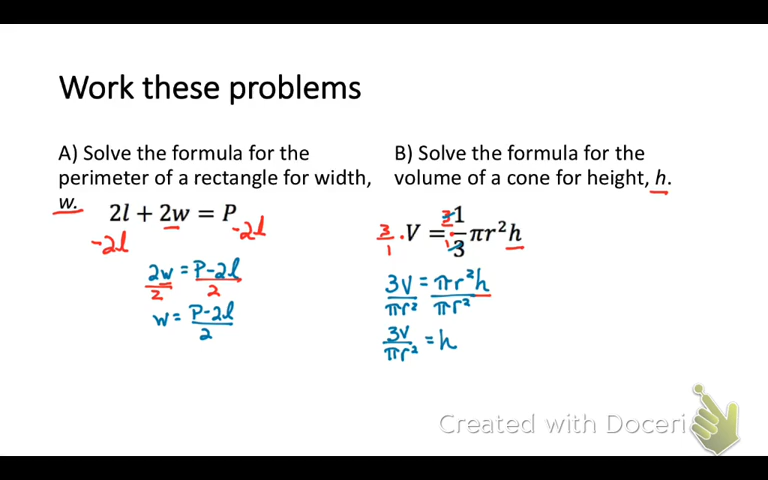 Work these problems
A) Solve the formula for the
perimeter of a rectangle for width,
w.
2l + 2w = P
-2l -2l
2w = P-2l
2 2
w = P-2l
2
B) Solve the formula for the
volume of a cone for height, h.
3/1 · V = 3/1 · 1/3 πr²h
3V = πr²h
πr² πr²
3V = h
πr²
Created with Doceri